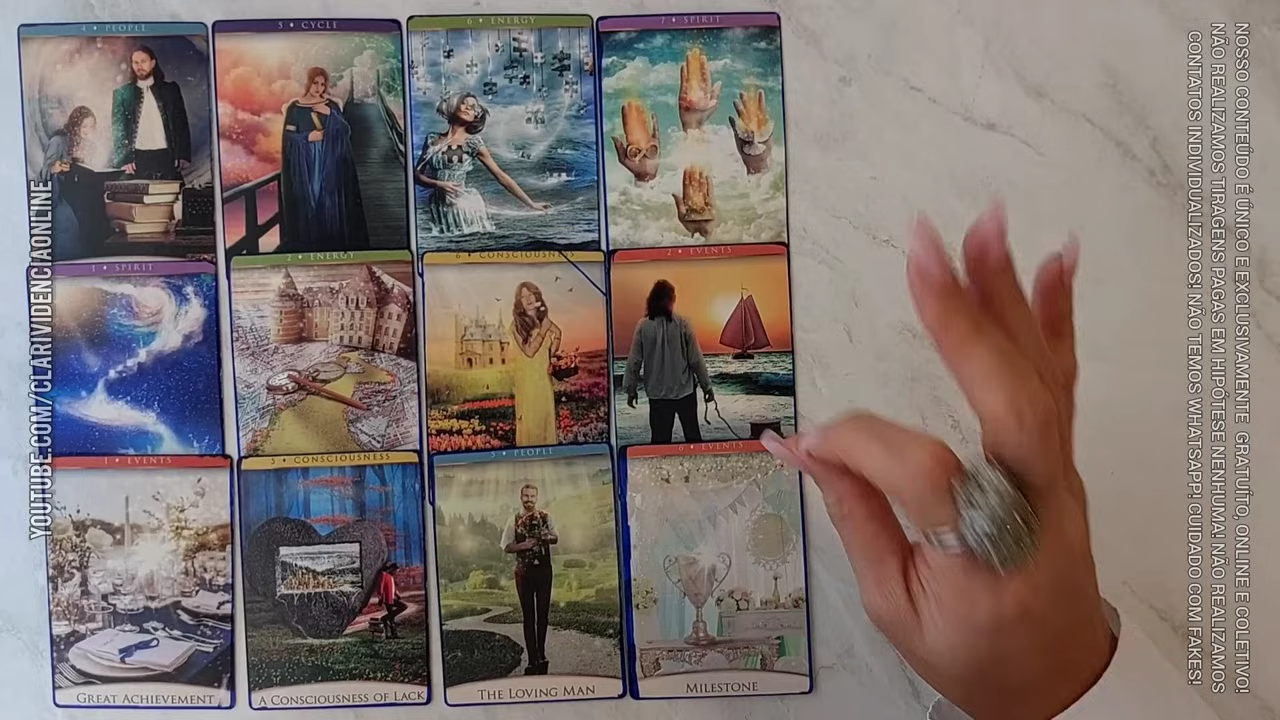 4 • PEOPLE
5 • CYCLE
6 • ENERGY
7 • SPIRIT
1 • SPIRIT
2 • ENERGY
6 • CONSCIOUSNESS
2 • EVENTS
1 • EVENTS
5 • CONSCIOUSNESS
5 • PEOPLE
6 • EVENTS
GREAT ACHIEVEMENT
A CONSCIOUSNESS OF LACK
THE LOVING MAN
MILESTONE
YOUTUBE.COM/CLARIVIDENCIAONLINE
NOSSO CONTEÚDO É ÚNICO E EXCLUSIVAMENTE GRATUÍTO, ONLINE E COLETIVO!
NÃO REALIZAMOS TIRAGENS PAGAS EM HIPÓTESE NENHUMA! NÃO REALIZAMOS
CONTATOS INDIVIDUALIZADOS! NÃO TEMOS WHATSAPP! CUIDADO COM FAKES!